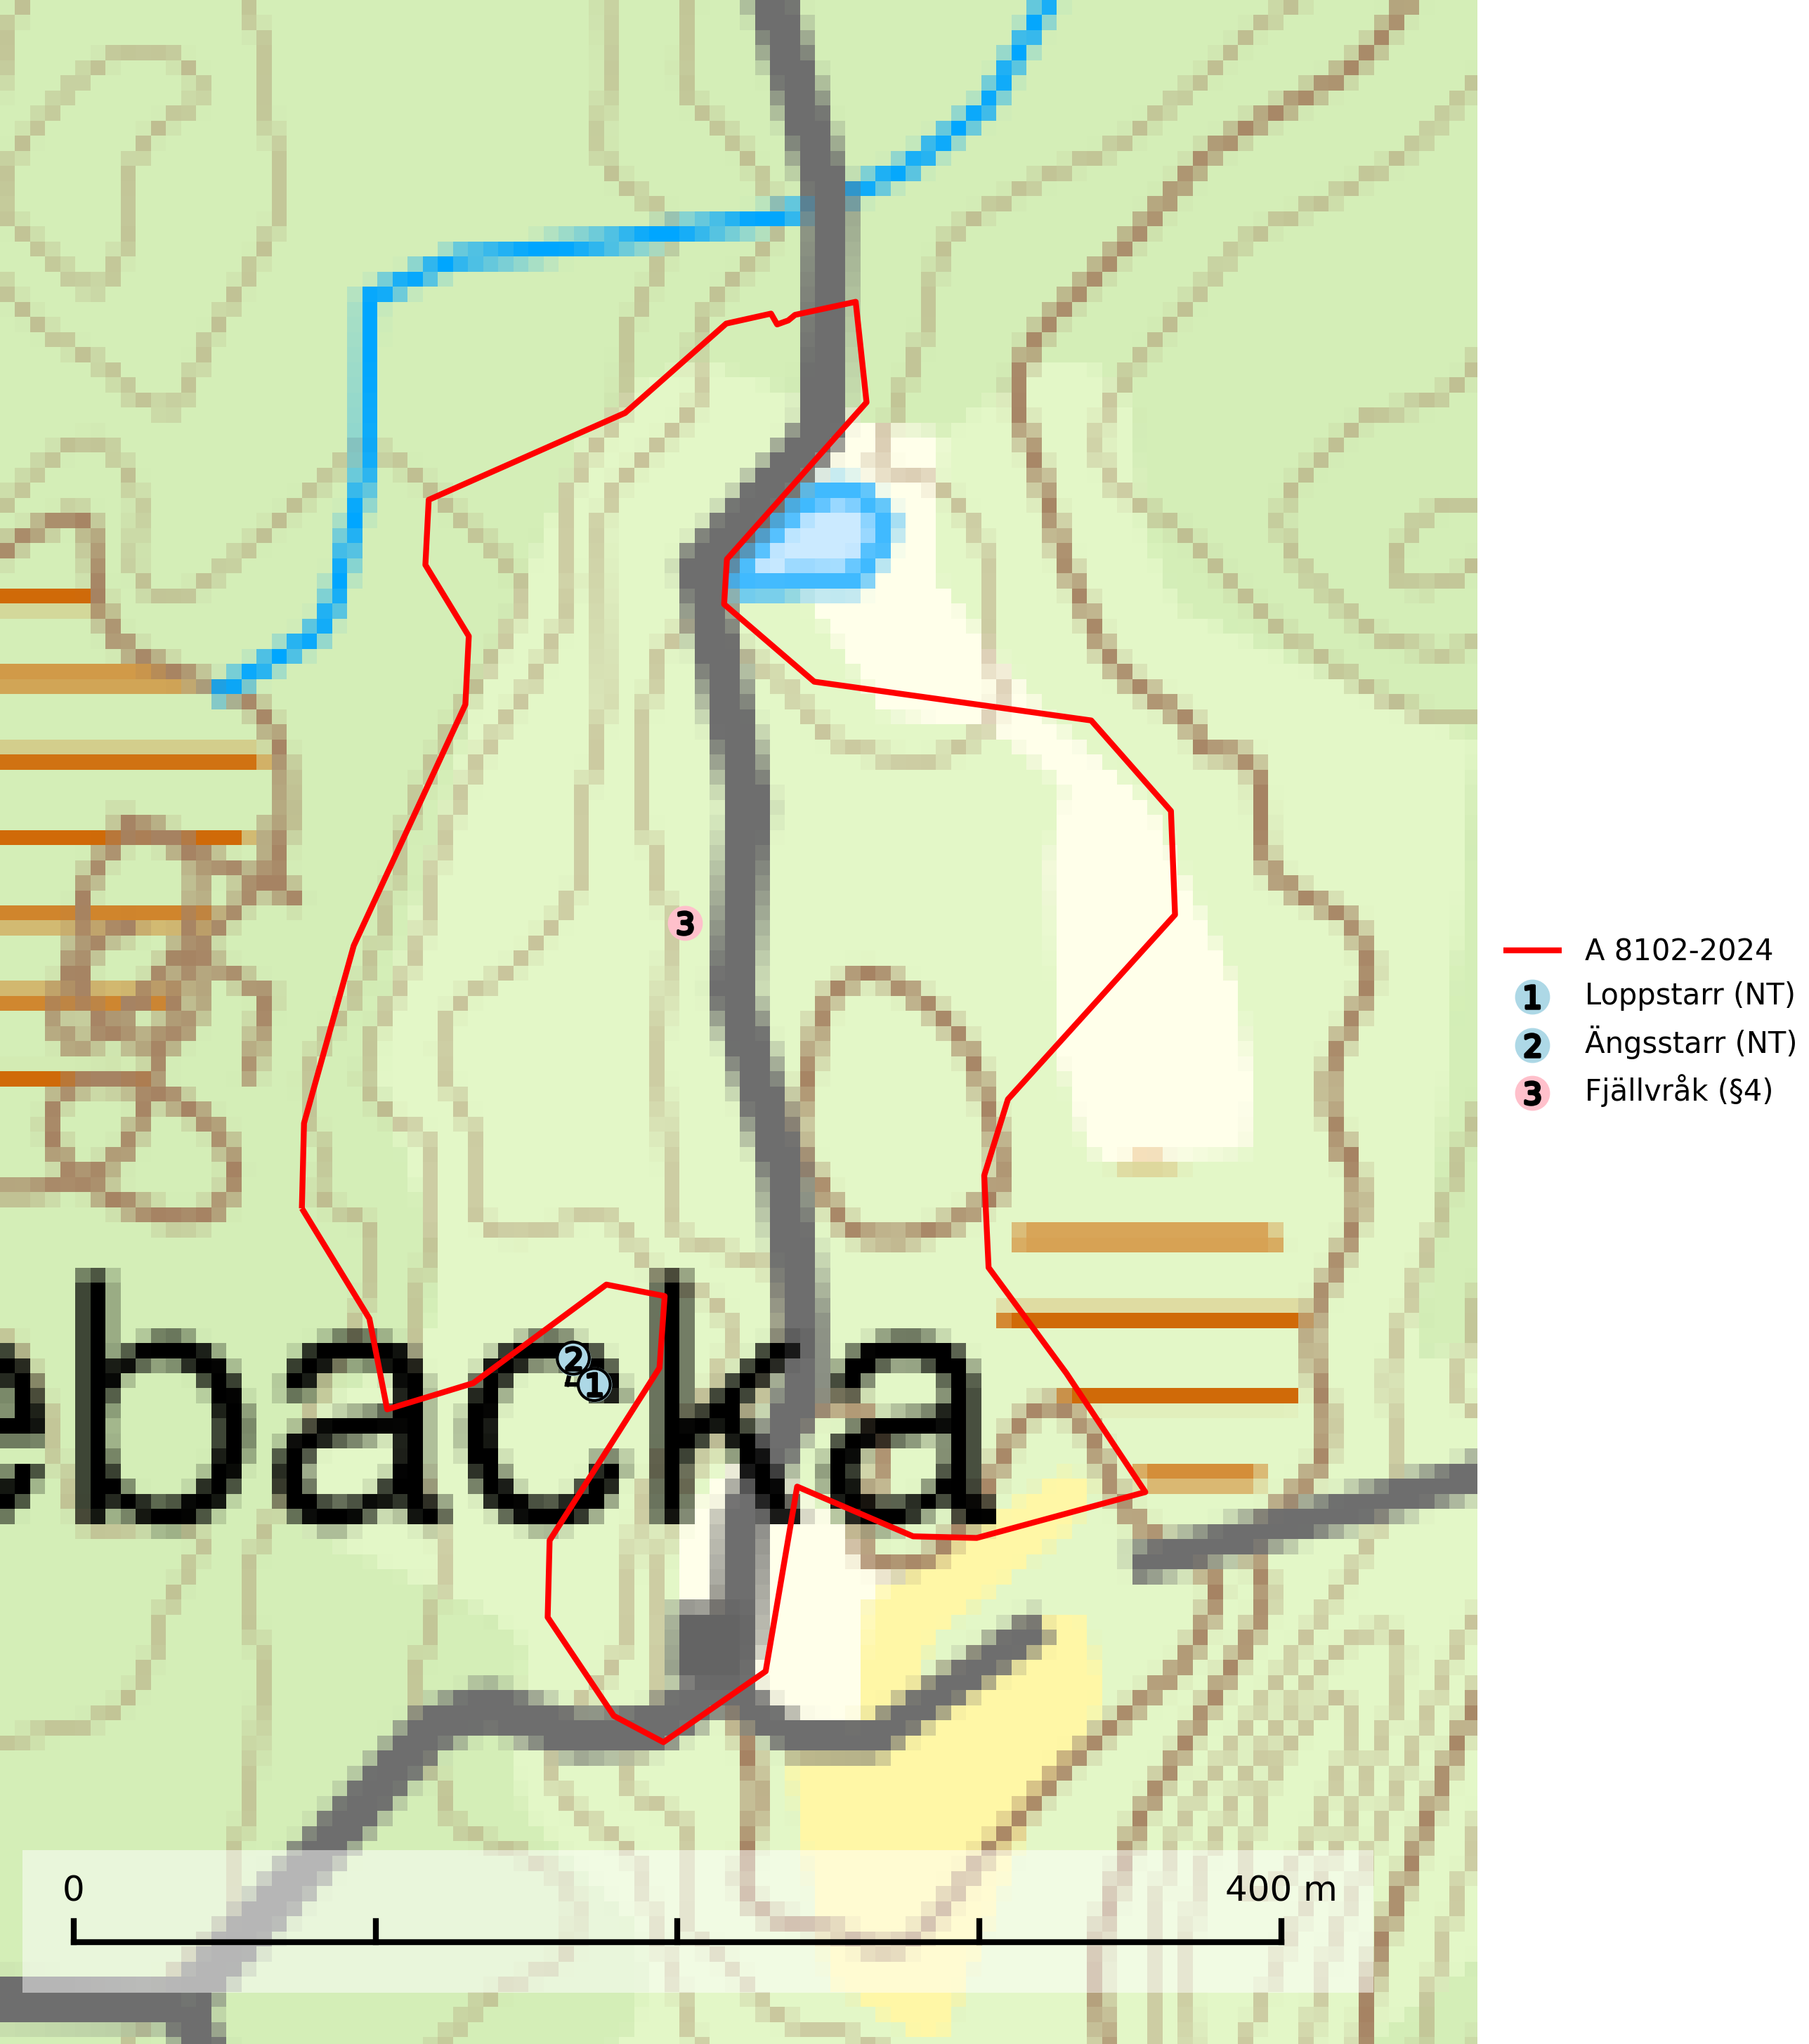 ebacka
0
400 m
A 8102-2024
1 Loppstarr (NT)
2 Ängsstarr (NT)
3 Fjällvråk (§4)
3
2
1